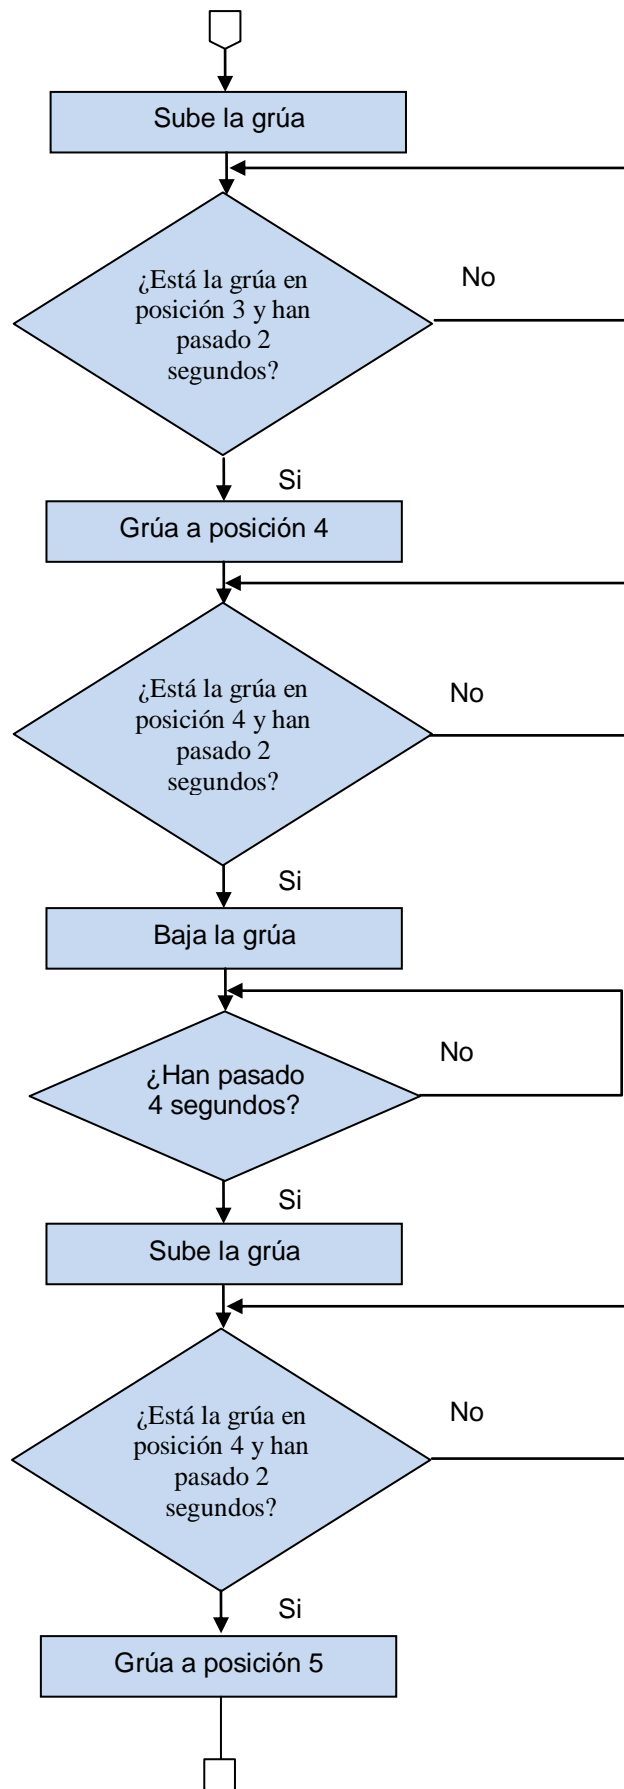 Sube la grúa
¿Está la grúa en
posición 3 y han
pasado 2
segundos?
No
Si
Grúa a posición 4
¿Está la grúa en
posición 4 y han
pasado 2
segundos?
No
Si
Baja la grúa
¿Han pasado
4 segundos?
No
Si
Sube la grúa
¿Está la grúa en
posición 4 y han
pasado 2
segundos?
No
Si
Grúa a posición 5